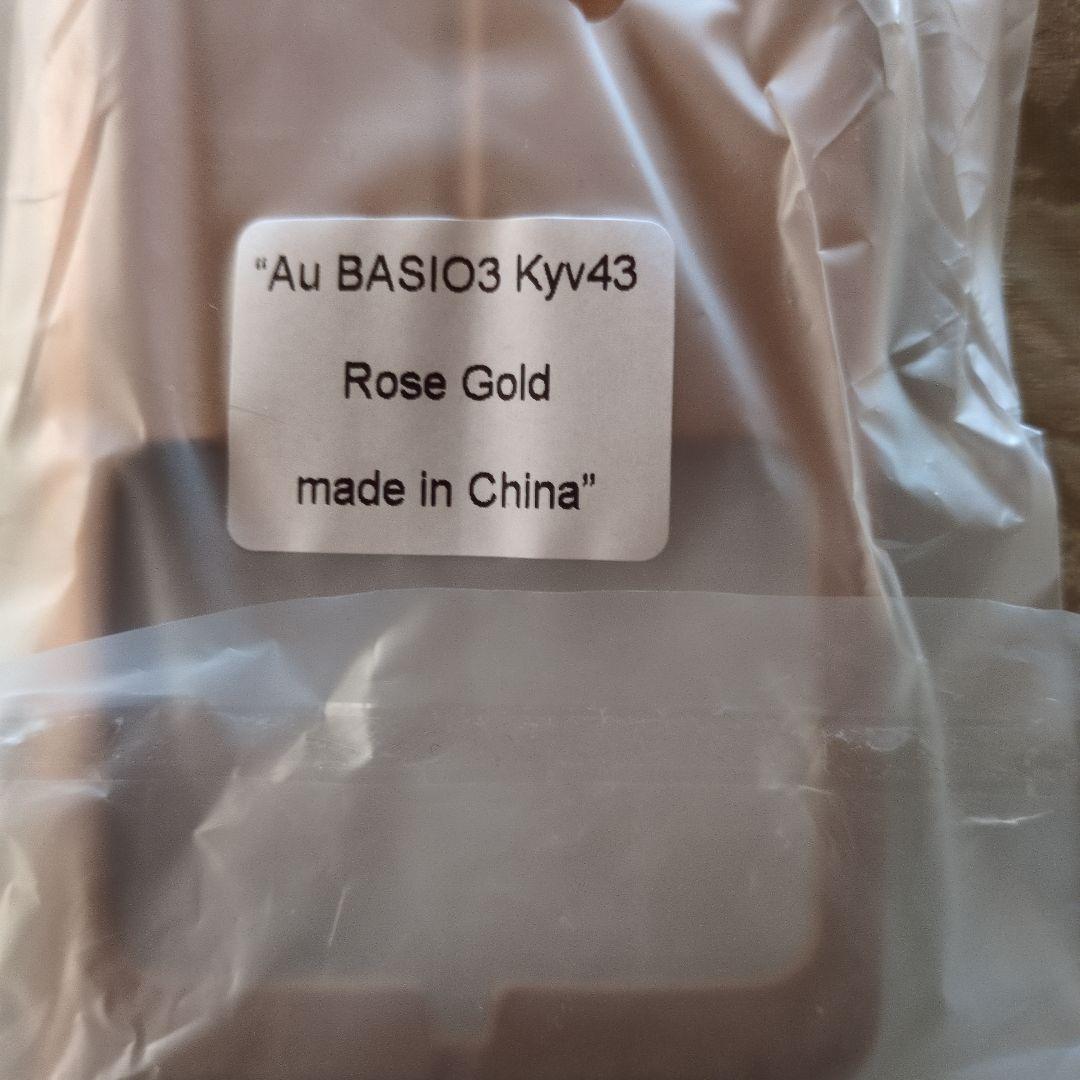 “Au BASIO3 Kyv43
Rose Gold
made in China”